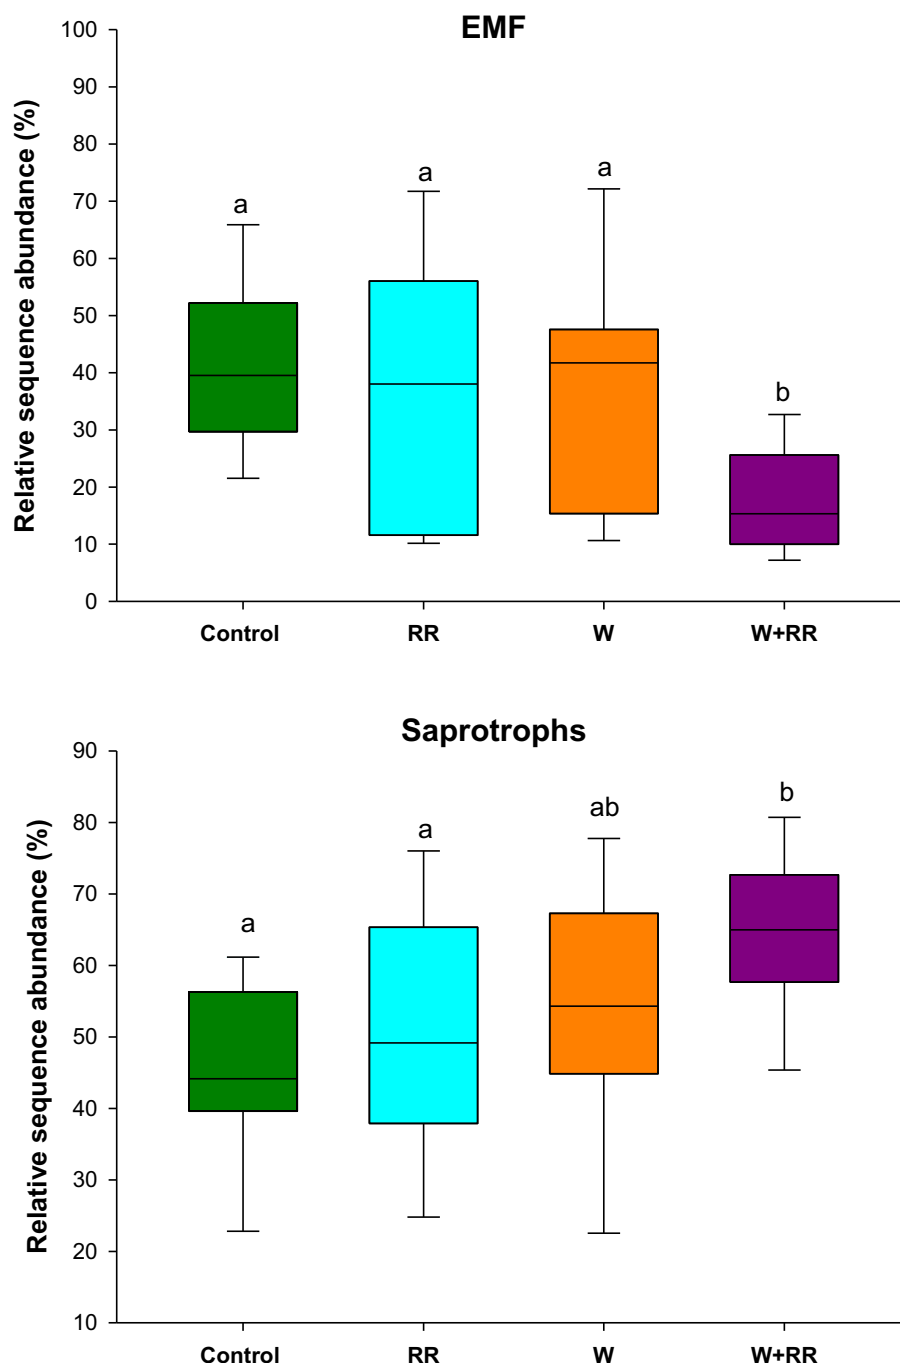 EMF
Relative sequence abundance (%)
100
90
80
70
60
50
40
30
20
10
0
a
a
a
b
Control RR W W+RR
Saprotrophs
Relative sequence abundance (%)
90
80
70
60
50
40
30
20
10
a
a
ab
b
Control RR W W+RR